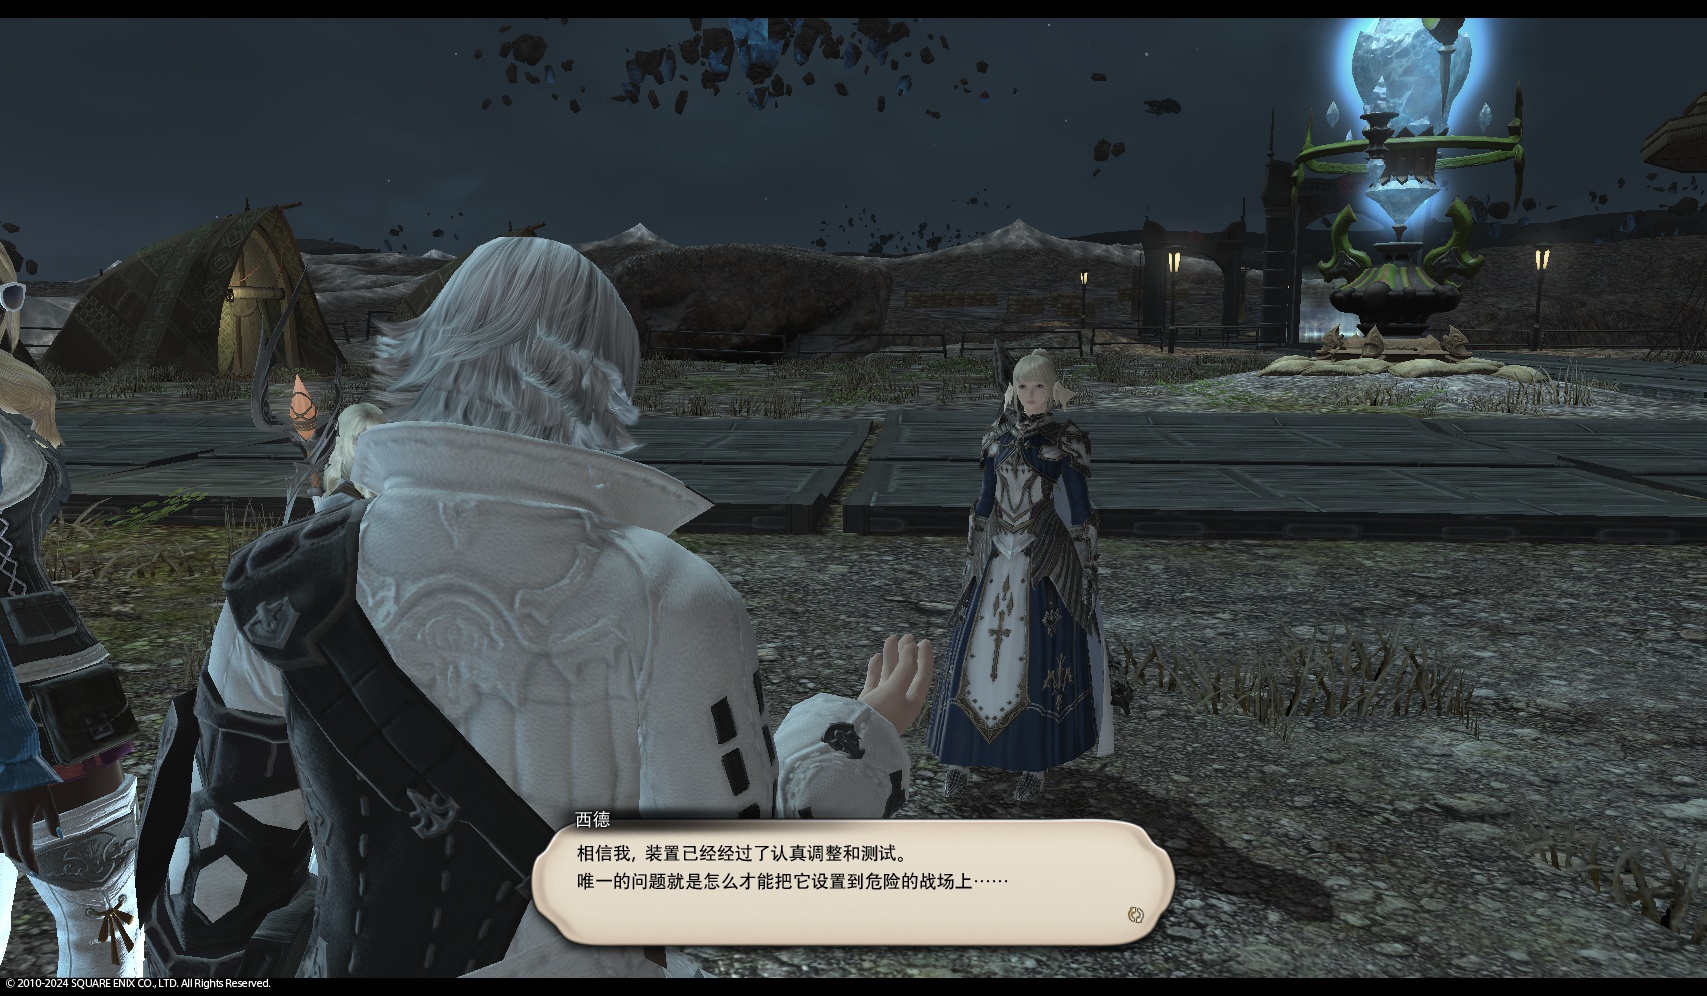 西德
相信我，装置已经经过了认真调整和测试。
唯一的问题就是怎么才能把它设置到危险的战场上……
© 2010-2024 SQUARE ENIX CO., LTD. All Rights Reserved.